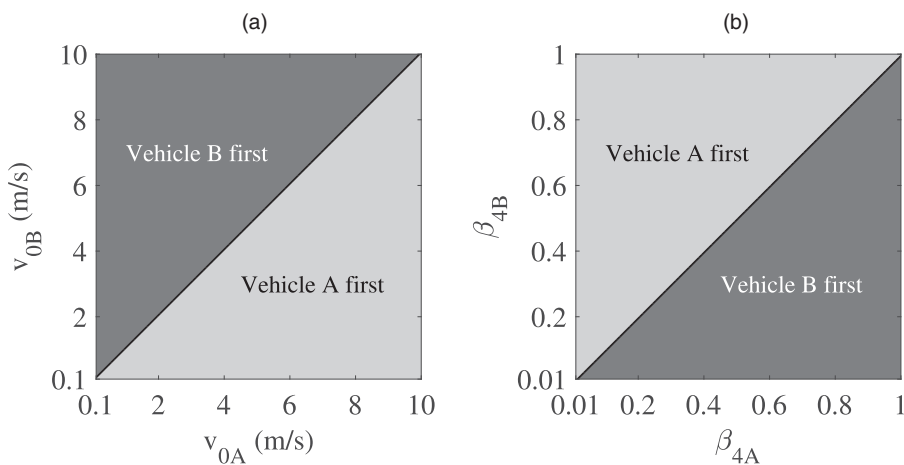 (a)
10
8
6
4
2
0.1
v0B (m/s)
Vehicle B first
Vehicle A first
0.1 2 4 6 8 10
v0A (m/s)
(b)
1
0.8
0.6
0.4
0.2
0.01
β4B
Vehicle A first
Vehicle B first
0.01 0.2 0.4 0.6 0.8 1
β4A